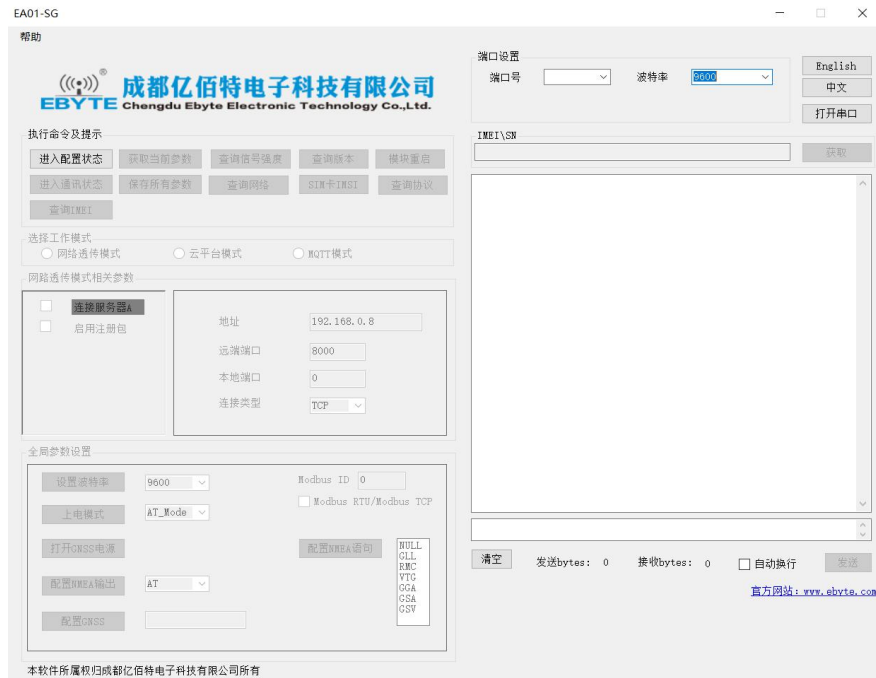 EA01-SG
帮助
((·))® 成都亿佰特电子科技有限公司
EBYTE Chengdu Ebyte Electronic Technology Co.,Ltd.
执行命令及提示
进入配置状态 获取当前参数 查询信号强度 查询版本 模块重启
进入通讯状态 保存所有参数 查询网络 SIM卡IMSI 查询协议
查询IMEI
选择工作模式
网络透传模式 云平台模式 MQTT模式
网路透传模式相关参数
连接服务器A
启用注册包
地址 192.168.0.8
远端端口 8000
本地端口 0
连接类型 TCP
全局参数设置
设置波特率 9600 Modbus ID 0
Modbus RTU/Modbus TCP
上电模式 AT_Mode
打开GNSS电源 配置NMEA语句
NULL
GLL
RMC
VTG
GGA
GSA
GSV
配置NMEA输出 AT
配置GNSS
本软件所属权归成都亿佰特电子科技有限公司所有
端口设置
端口号 波特率 9600
English
中文
打开串口
IMEI\SN
获取
清空 发送bytes: 0 接收bytes: 0 自动换行 发送
官方网站：www.ebyte.com